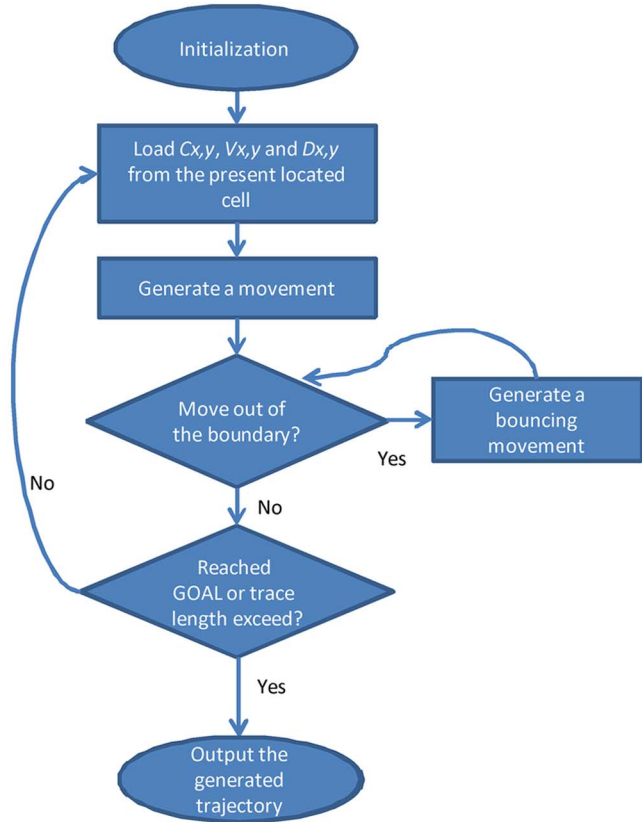 Initialization
Load Cx,y, Vx,y and Dx,y
from the present located
cell
Generate a movement
Move out of
the boundary?
Yes
Generate a
bouncing
movement
No
No
Reached
GOAL or trace
length exceed?
Yes
Output the
generated
trajectory